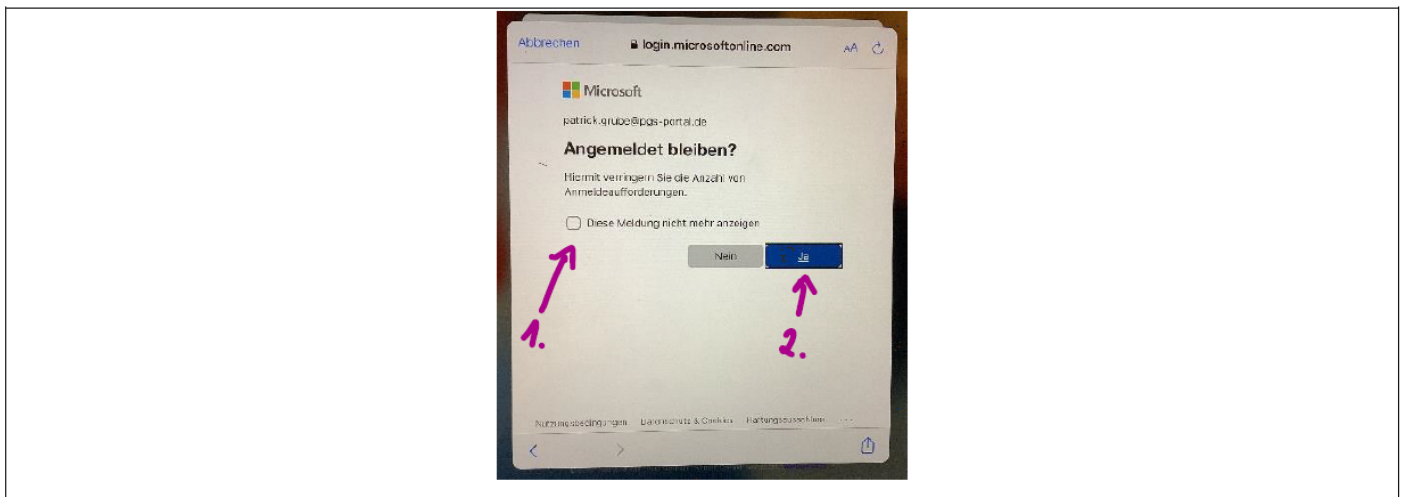 Abbrechen login.microsoftonline.com AA
Microsoft
patrick.grube@pgs-portal.de
Angemeldet bleiben?
Hiermit verringern Sie die Anzahl von
Anmeldeaufforderungen.
Diese Meldung nicht mehr anzeigen
Nein Ja
1.
2.
Nutzungsbedingungen Datenschutz & Cookies Haftungsausschluss ...